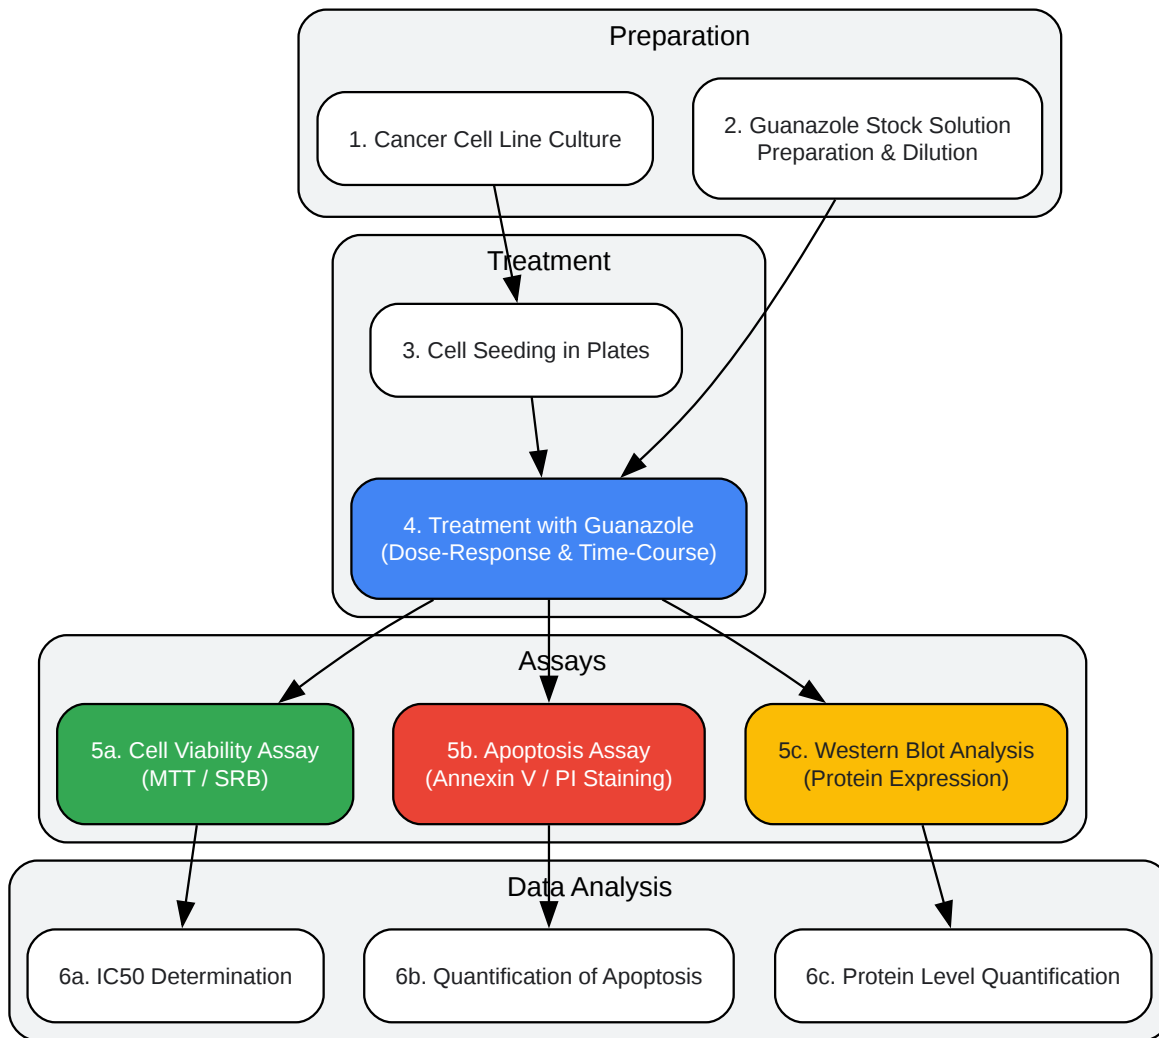 Preparation
1. Cancer Cell Line Culture
2. Guanazole Stock Solution
Preparation & Dilution
Treatment
3. Cell Seeding in Plates
4. Treatment with Guanazole
(Dose-Response & Time-Course)
Assays
5a. Cell Viability Assay
(MTT / SRB)
5b. Apoptosis Assay
(Annexin V / PI Staining)
5c. Western Blot Analysis
(Protein Expression)
Data Analysis
6a. IC50 Determination
6b. Quantification of Apoptosis
6c. Protein Level Quantification